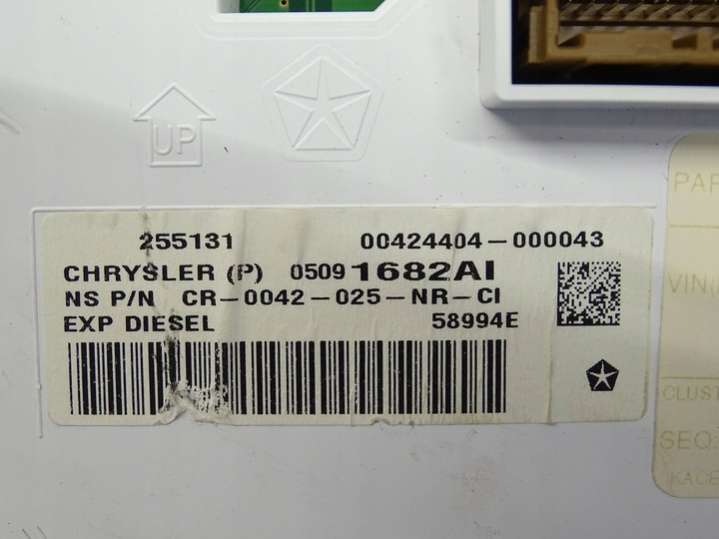 UP
255131 00424404-000043
CHRYSLER (P) 05091682AI
NS P/N CR-0042-025-NR-CI
EXP DIESEL 58994E
PAR
VIN
CLUST
SEQ